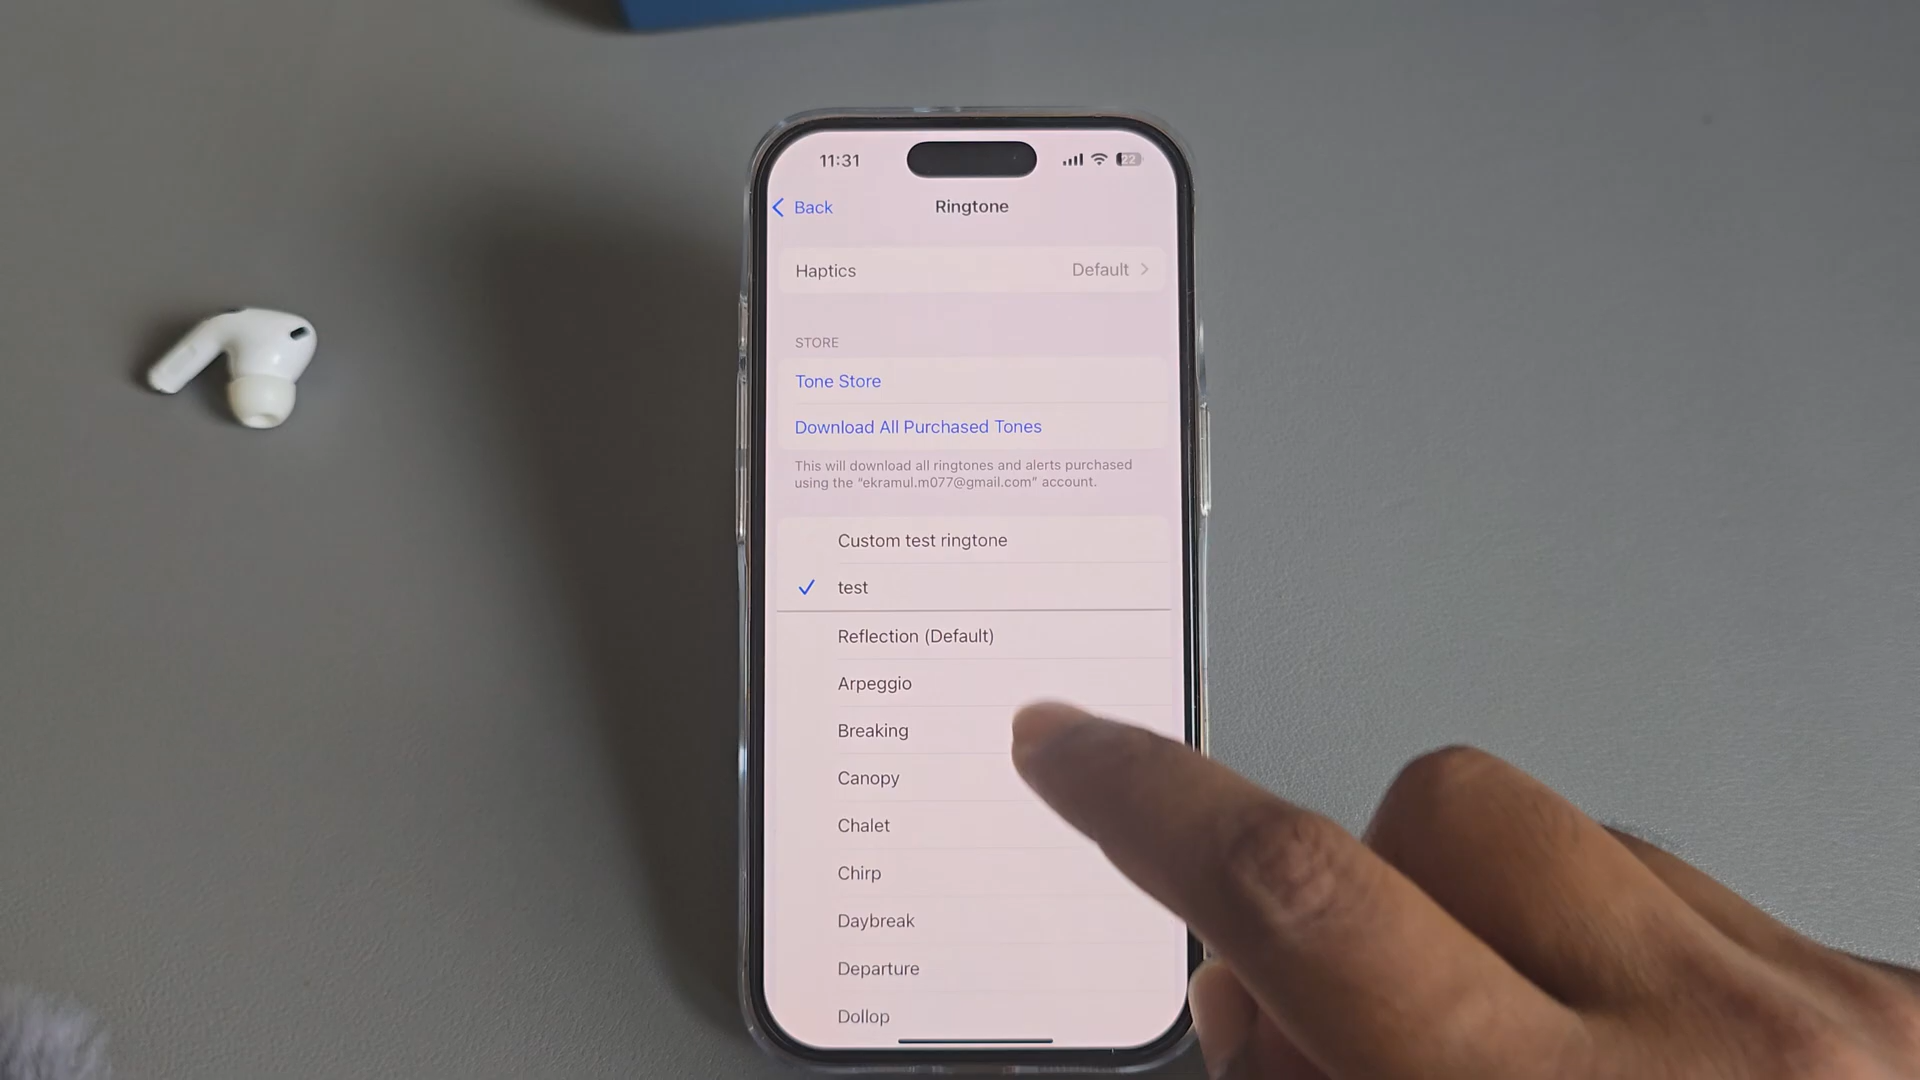 11:31
22
Back
Ringtone
Haptics
Default
STORE
Tone Store
Download All Purchased Tones
This will download all ringtones and alerts purchased
using the “ekramul.m077@gmail.com” account.
Custom test ringtone
test
Reflection (Default)
Arpeggio
Breaking
Canopy
Chalet
Chirp
Daybreak
Departure
Dollop